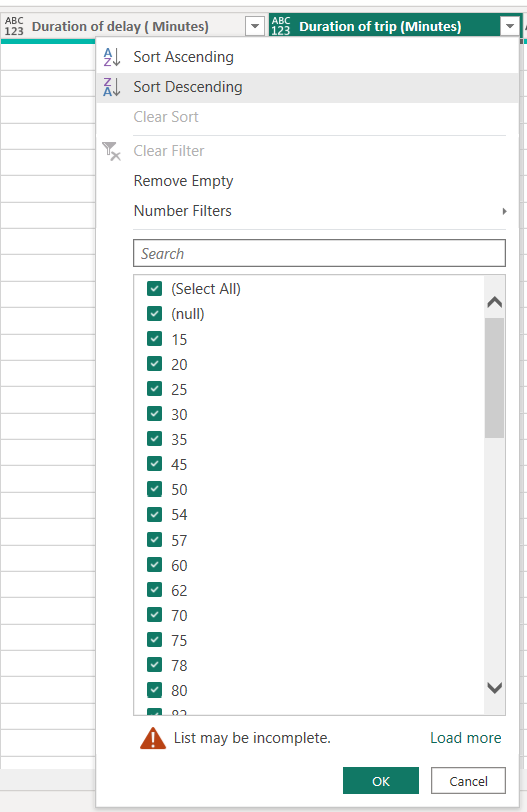 ABC
123
Duration of delay ( Minutes)
ABC
123
Duration of trip (Minutes)
A
Z
Sort Ascending
Z
A
Sort Descending
Clear Sort
Clear Filter
Remove Empty
Number Filters
Search
(Select All)
(null)
15
20
25
30
35
45
50
54
57
60
62
70
75
78
80
List may be incomplete.
Load more
OK
Cancel